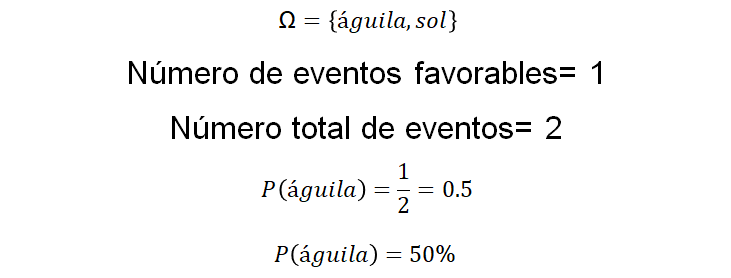 Ω = {águila, sol}
Número de eventos favorables= 1
Número total de eventos= 2
P(águila) = 1/2 = 0.5
P(águila) = 50%